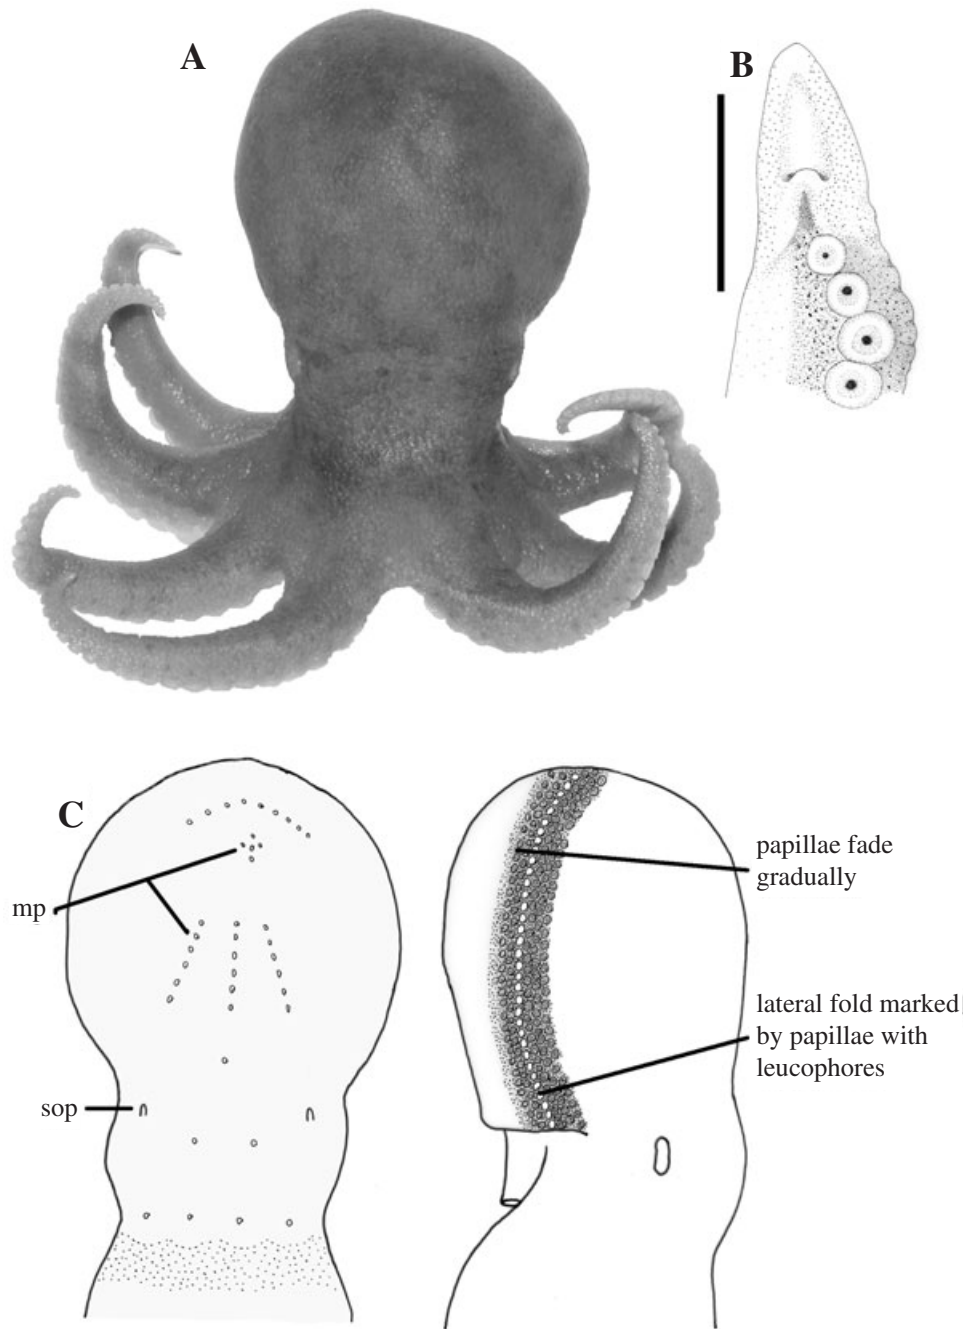 A
B
C
mp
sop
papillae fade
gradually
lateral fold marked
by papillae with
leucophores